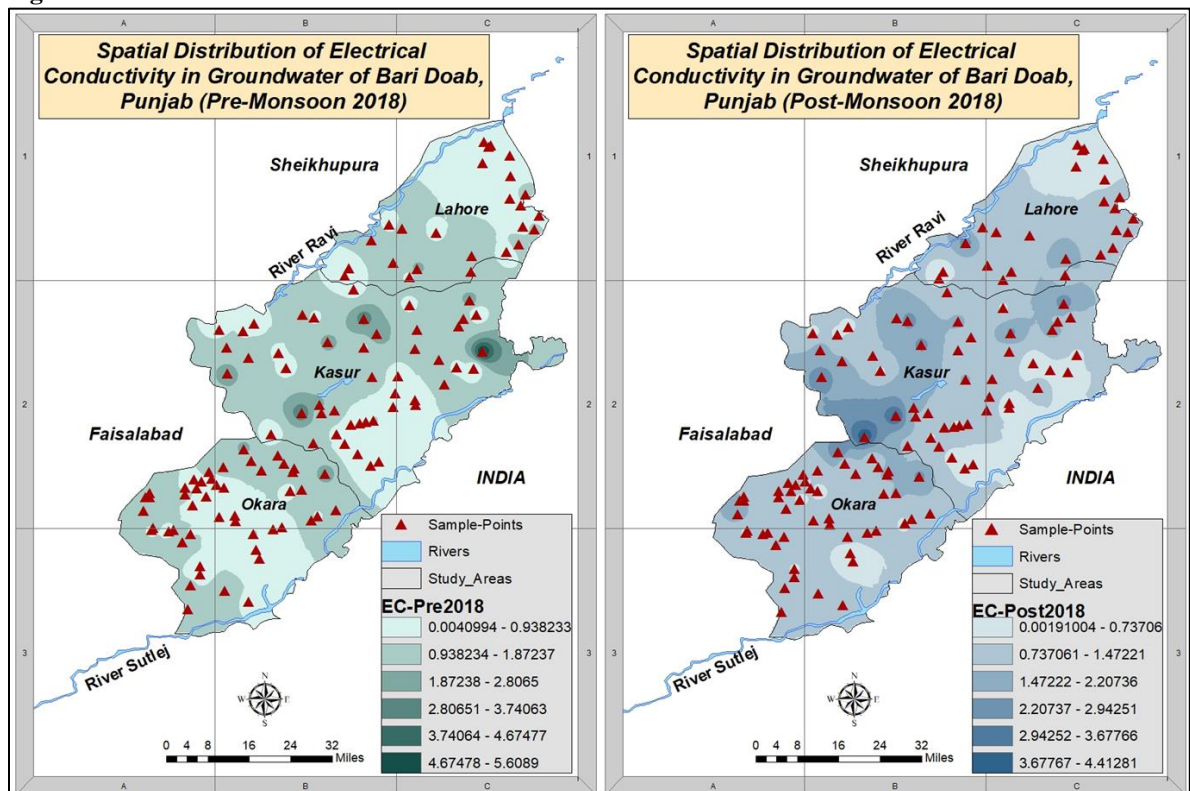 A B C
Spatial Distribution of Electrical
Conductivity in Groundwater of Bari Doab,
Punjab (Pre-Monsoon 2018)
1 1
Sheikhupura
Lahore
River Ravi
Kasur
2 2
Faisalabad
INDIA
Okara
Sample-Points
Rivers
Study_Areas
EC-Pre2018
0.0040994 - 0.938233
0.938234 - 1.87237
1.87238 - 2.8065
2.80651 - 3.74063
3.74064 - 4.67477
4.67478 - 5.6089
3 3
River Sutlej
N
W E
S
0 4 8 16 24 32
Miles
A B C
A B C
Spatial Distribution of Electrical
Conductivity in Groundwater of Bari Doab,
Punjab (Post-Monsoon 2018)
1 1
Sheikhupura
Lahore
River Ravi
Kasur
2 2
Faisalabad
INDIA
Okara
Sample-Points
Rivers
Study_Areas
EC-Post2018
0.00191004 - 0.73706
0.737061 - 1.47221
1.47222 - 2.20736
2.20737 - 2.94251
2.94252 - 3.67766
3.67767 - 4.41281
3 3
River Sutlej
N
W E
S
0 4 8 16 24 32
Miles
A B C